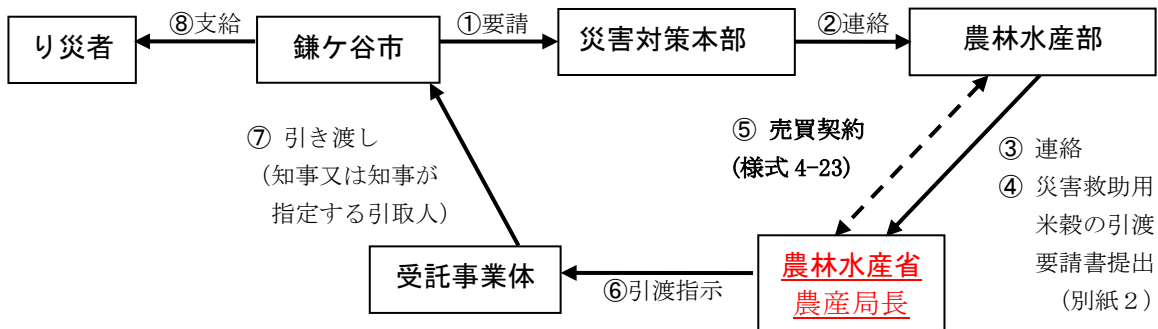 り災者
⑧支給
鎌ケ谷市
①要請
災害対策本部
②連絡
農林水産部
⑦ 引き渡し
（知事又は知事が
指定する引取人）
⑤ 売買契約
(様式 4-23)
③ 連絡
④ 災害救助用
米穀の引渡
要請書提出
（別紙２）
受託事業体
⑥引渡指示
農林水産省
農産局長